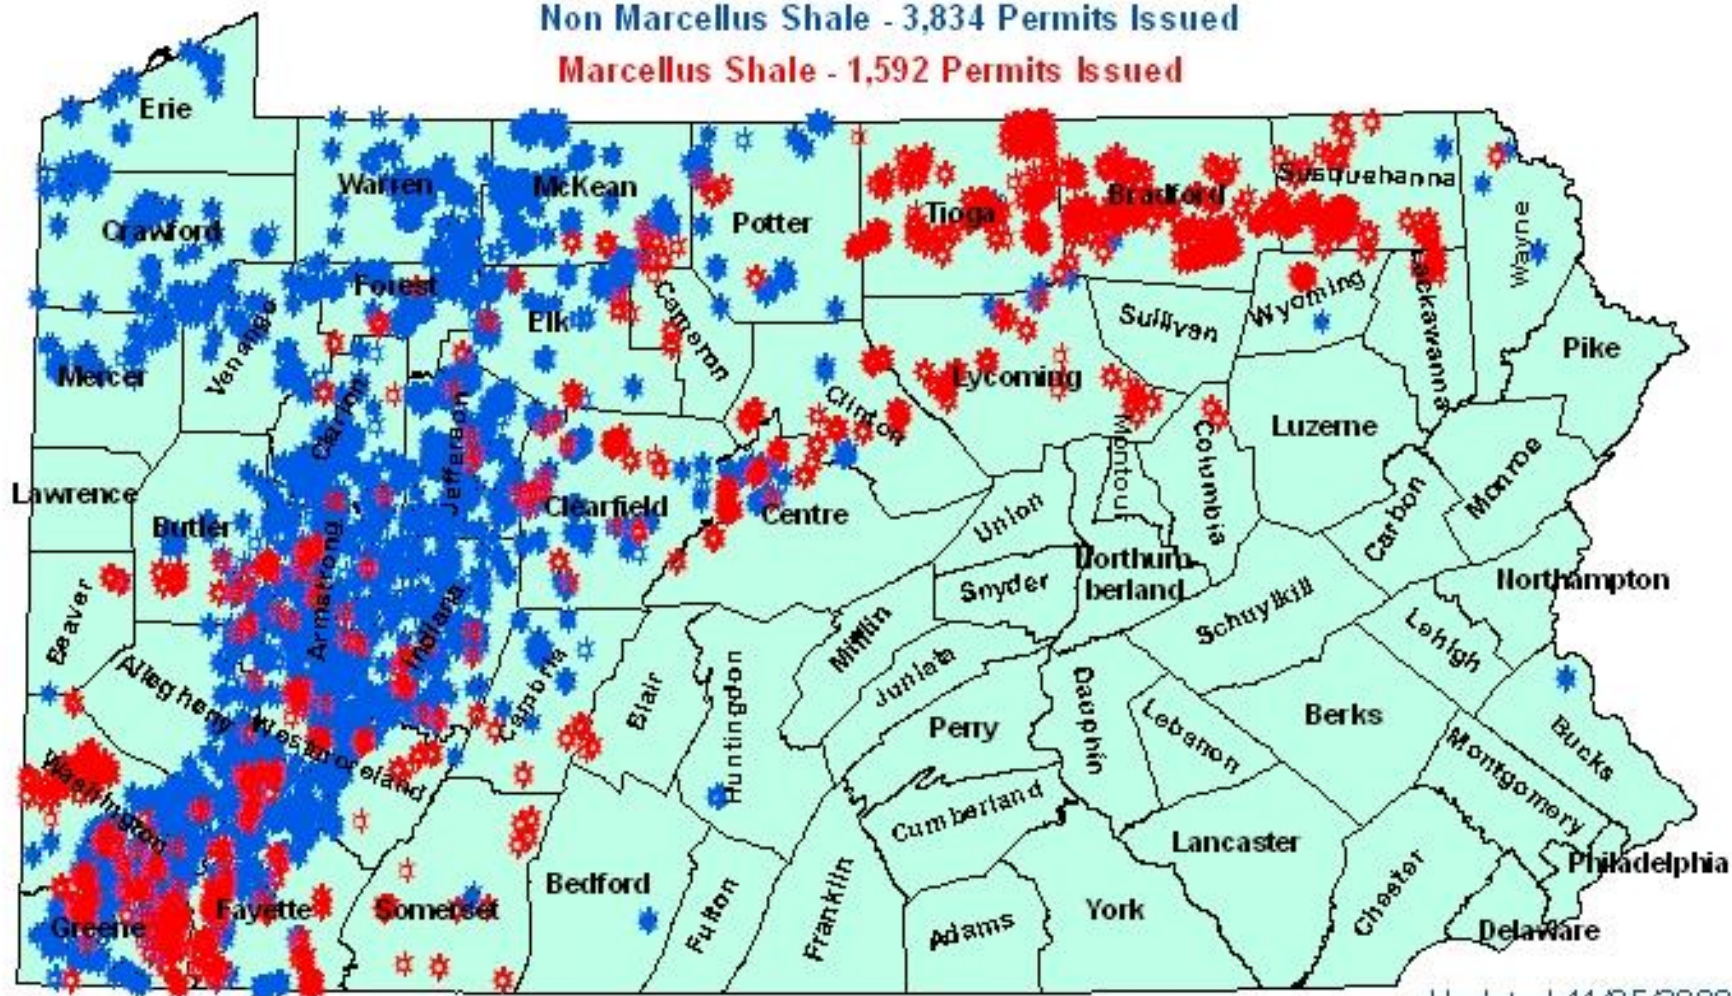 Non Marcellus Shale - 3,834 Permits Issued
Marcellus Shale - 1,592 Permits Issued
Erie
Warren
McKean
Susquehanna
Bradford
Tioga
Potter
Crawford
Wayne
Forest
Wyoming
Lackawanna
Elk
Cameron
Sullivan
Venango
Mercer
Pike
Lycoming
Clinton
Clarion
Jefferson
Luzerne
Montour
Columbia
Monroe
Lawrence
Butler
Clearfield
Centre
Union
Carbon
Armstrong
Indiana
Northum
berland
Snyder
Northampton
Schuylkill
Beaver
Mifflin
Lehigh
Allegheny
Cambria
Blair
Huntingdon
Juniata
Dauphin
Lebanon
Berks
Perry
Westmoreland
Bucks
Montgomery
Washington
Cumberland
Lancaster
Philadelphia
Bedford
Fulton
Franklin
Chester
Greene
Fayette
Somerset
Adams
York
Delaware